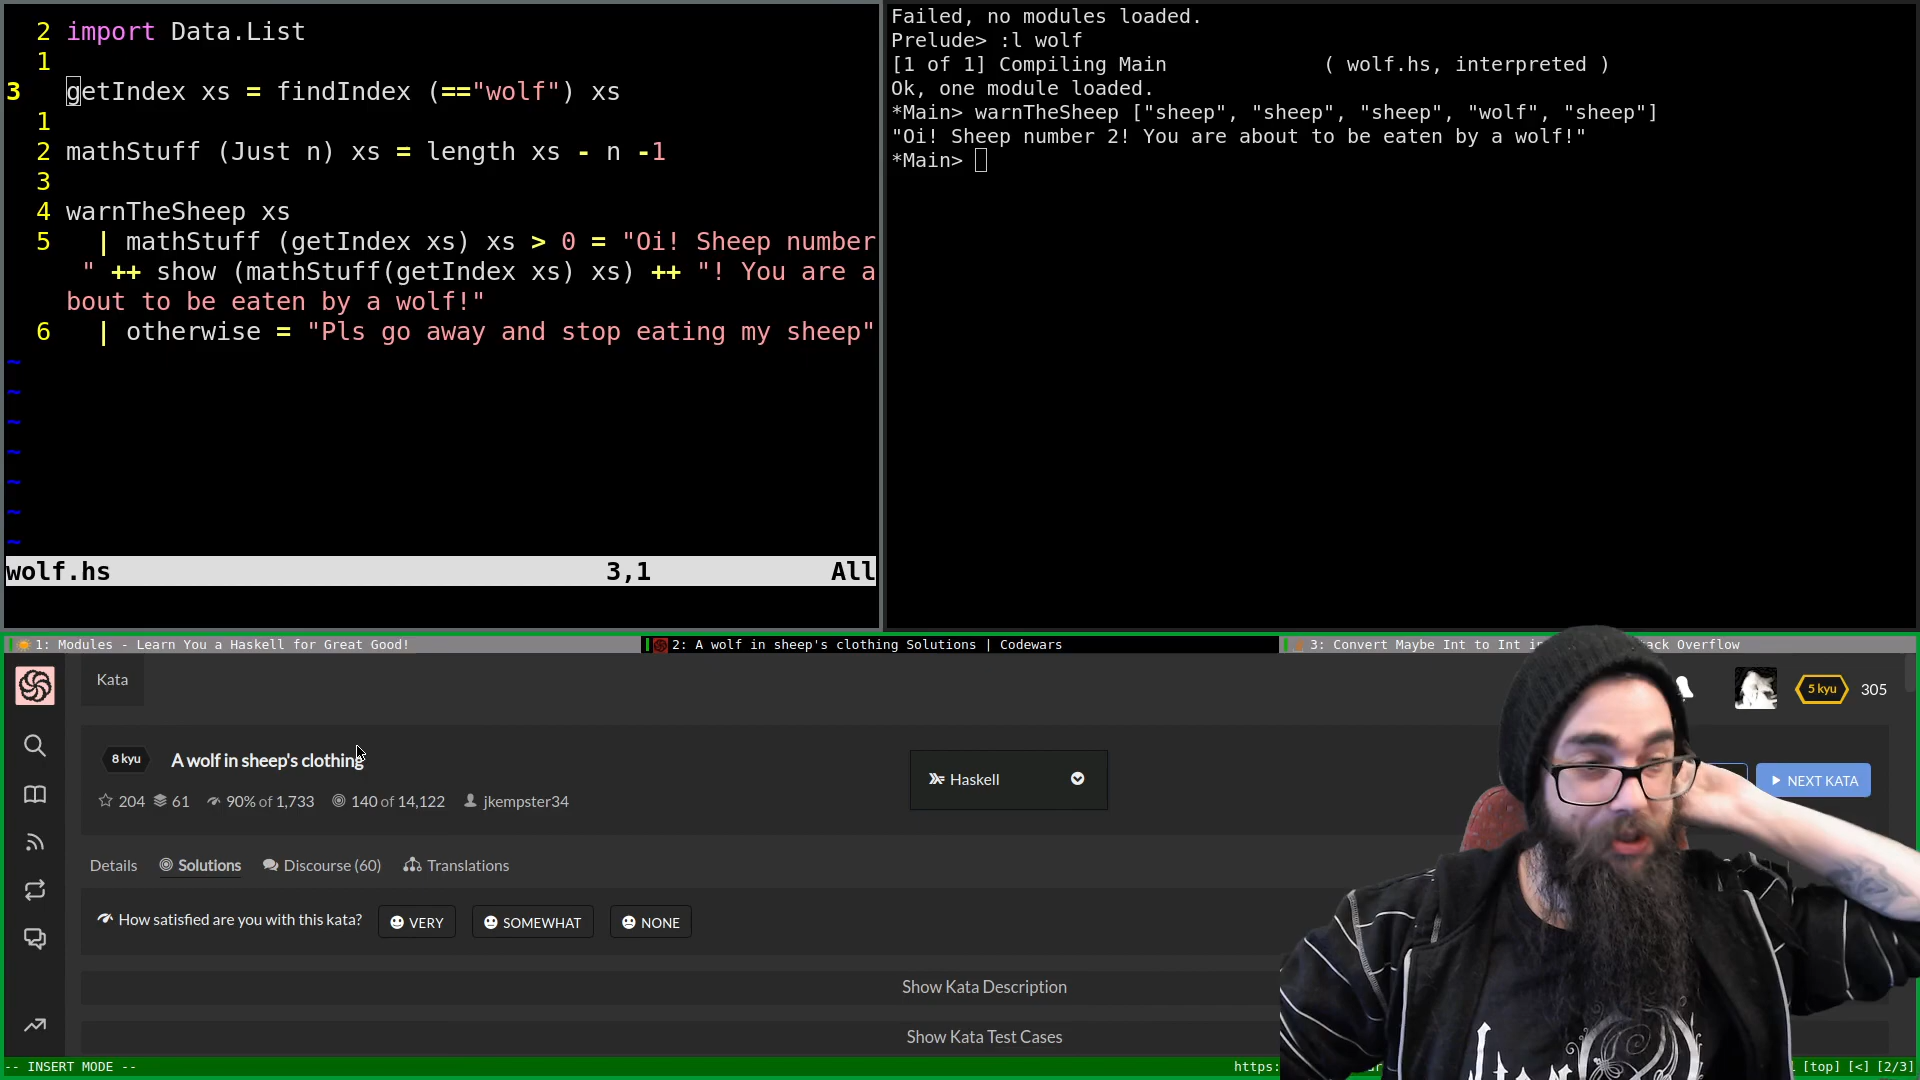 2 import Data.List
1
3 getIndex xs = findIndex (=="wolf") xs
1
2 mathStuff (Just n) xs = length xs - n -1
3
4 warnTheSheep xs
5 | mathStuff (getIndex xs) xs > 0 = "Oi! Sheep number
" ++ show (mathStuff(getIndex xs) xs) ++ "! You are a
bout to be eaten by a wolf!"
6 | otherwise = "Pls go away and stop eating my sheep"
~
~
~
~
~
~
~
wolf.hs 3,1 All
Failed, no modules loaded.
Prelude> :l wolf
[1 of 1] Compiling Main ( wolf.hs, interpreted )
Ok, one module loaded.
*Main> warnTheSheep ["sheep", "sheep", "sheep", "wolf", "sheep"]
"Oi! Sheep number 2! You are about to be eaten by a wolf!"
*Main>
1: Modules - Learn You a Haskell for Great Good! 2: A wolf in sheep's clothing Solutions | Codewars 3: Convert Maybe Int to Int Overflow
Kata
5 kyu 305
8 kyu A wolf in sheep's clothing
Haskell
NEXT KATA
204 61 90% of 1,733 140 of 14,122 jkempster34
Details Solutions Discourse (60) Translations
How satisfied are you with this kata? VERY SOMEWHAT NONE
Show Kata Description
Show Kata Test Cases
-- INSERT MODE -- https: [top] [<] [2/3]